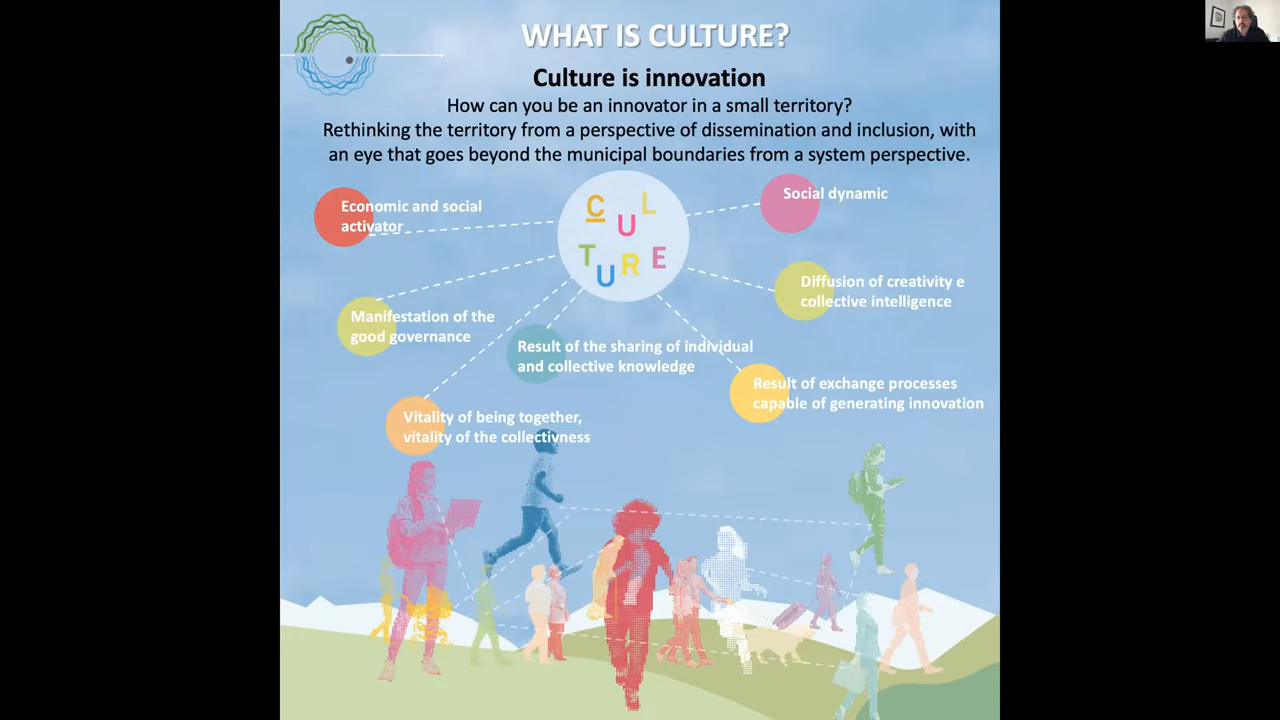 WHAT IS CULTURE?
Culture is innovation
How can you be an innovator in a small territory?
Rethinking the territory from a perspective of dissemination and inclusion, with
an eye that goes beyond the municipal boundaries from a system perspective.
Economic and social
activator
C U L
T U R E
Social dynamic
Diffusion of creativity e
collective intelligence
Manifestation of the
good governance
Result of the sharing of individual
and collective knowledge
Result of exchange processes
capable of generating innovation
Vitality of being together,
vitality of the collectivness